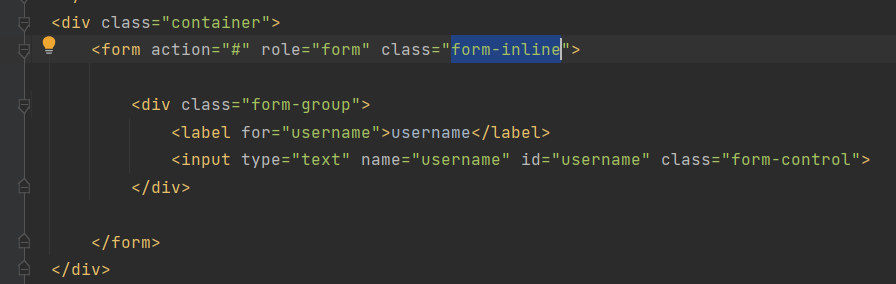 <div class="container">
<form action="#" role="form" class="form-inline">
<div class="form-group">
<label for="username">username</label>
<input type="text" name="username" id="username" class="form-control">
</div>
</form>
</div>